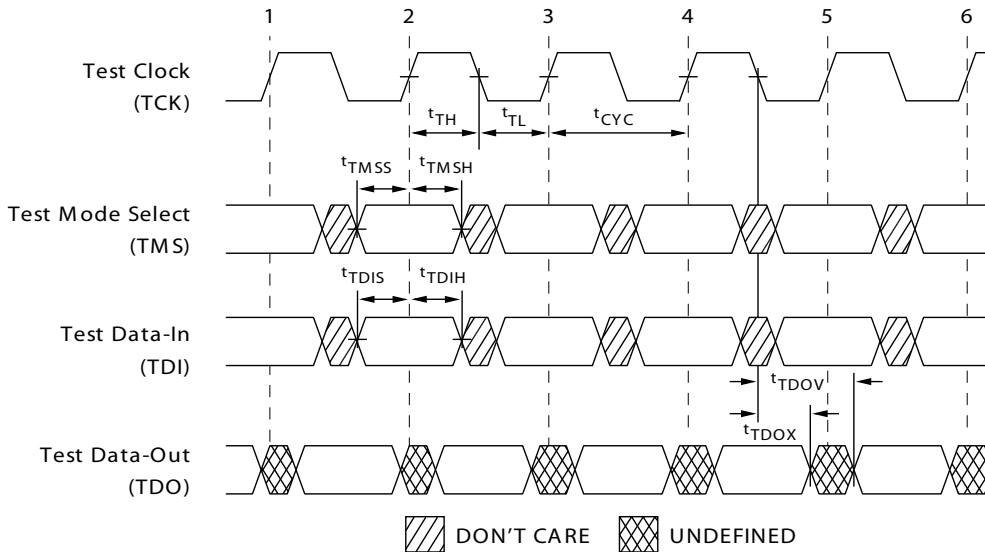 1 2 3 4 5 6
Test Clock
(TCK)
tTH tTL tCYC
tTMSS tTMSH
Test Mode Select
(TMS)
tTDIS tTDIH
Test Data-In
(TDI)
tTDOV
tTDOX
Test Data-Out
(TDO)
DON'T CARE UNDEFINED